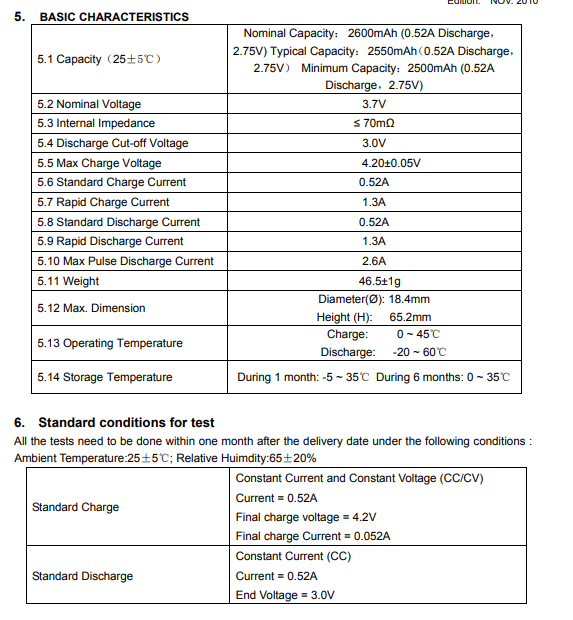 Edition: NOV. 2010
5. BASIC CHARACTERISTICS
5.1 Capacity（25±5℃）
Nominal Capacity： 2600mAh (0.52A Discharge，
2.75V) Typical Capacity： 2550mAh（0.52A Discharge，
2.75V） Minimum Capacity：2500mAh (0.52A
Discharge，2.75V)
5.2 Nominal Voltage 3.7V
5.3 Internal Impedance ≤ 70mΩ
5.4 Discharge Cut-off Voltage 3.0V
5.5 Max Charge Voltage 4.20±0.05V
5.6 Standard Charge Current 0.52A
5.7 Rapid Charge Current 1.3A
5.8 Standard Discharge Current 0.52A
5.9 Rapid Discharge Current 1.3A
5.10 Max Pulse Discharge Current 2.6A
5.11 Weight 46.5±1g
5.12 Max. Dimension
Diameter(Ø): 18.4mm
Height (H): 65.2mm
5.13 Operating Temperature
Charge: 0 ~ 45℃
Discharge: -20 ~ 60℃
5.14 Storage Temperature During 1 month: -5 ~ 35℃ During 6 months: 0 ~ 35℃
6. Standard conditions for test
All the tests need to be done within one month after the delivery date under the following conditions :
Ambient Temperature:25±5℃; Relative Huimdity:65±20%
Standard Charge
Constant Current and Constant Voltage (CC/CV)
Current = 0.52A
Final charge voltage = 4.2V
Final charge Current = 0.052A
Standard Discharge
Constant Current (CC)
Current = 0.52A
End Voltage = 3.0V